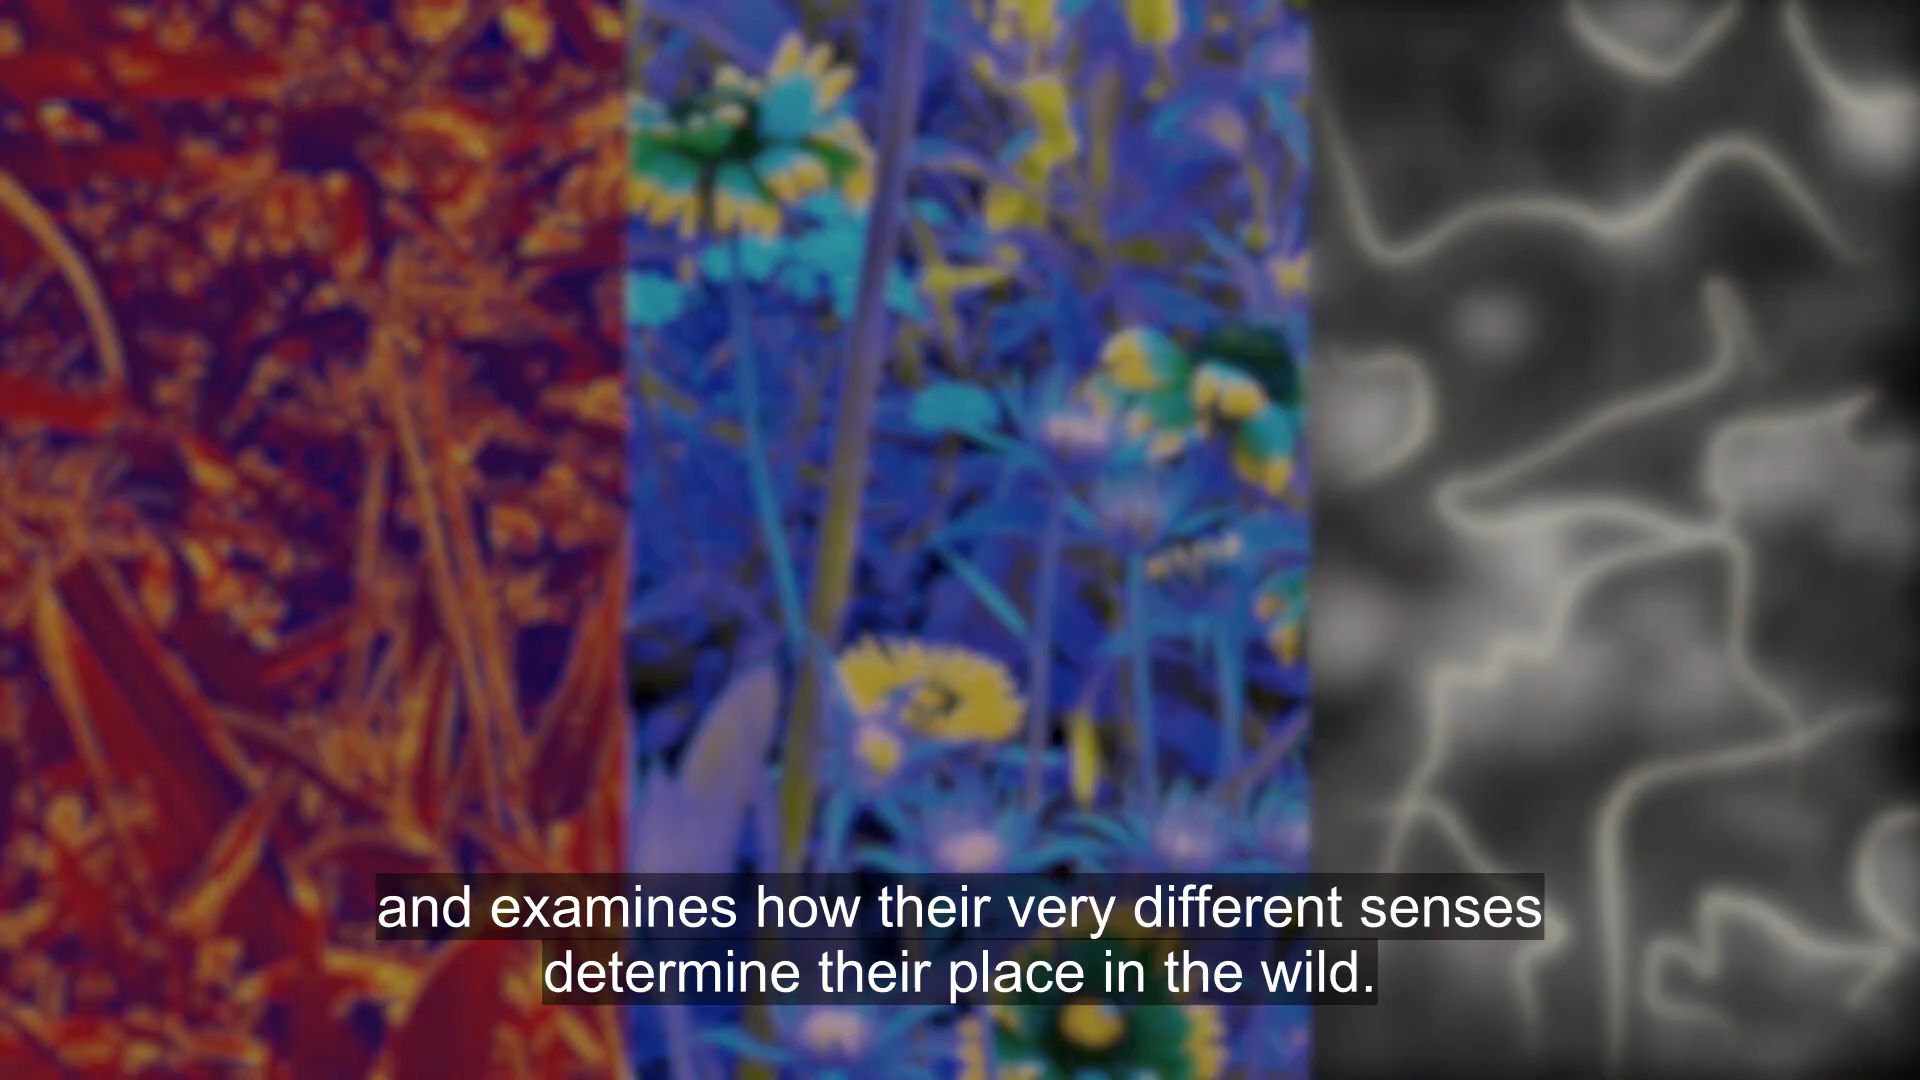 and examines how their very different senses
determine their place in the wild.